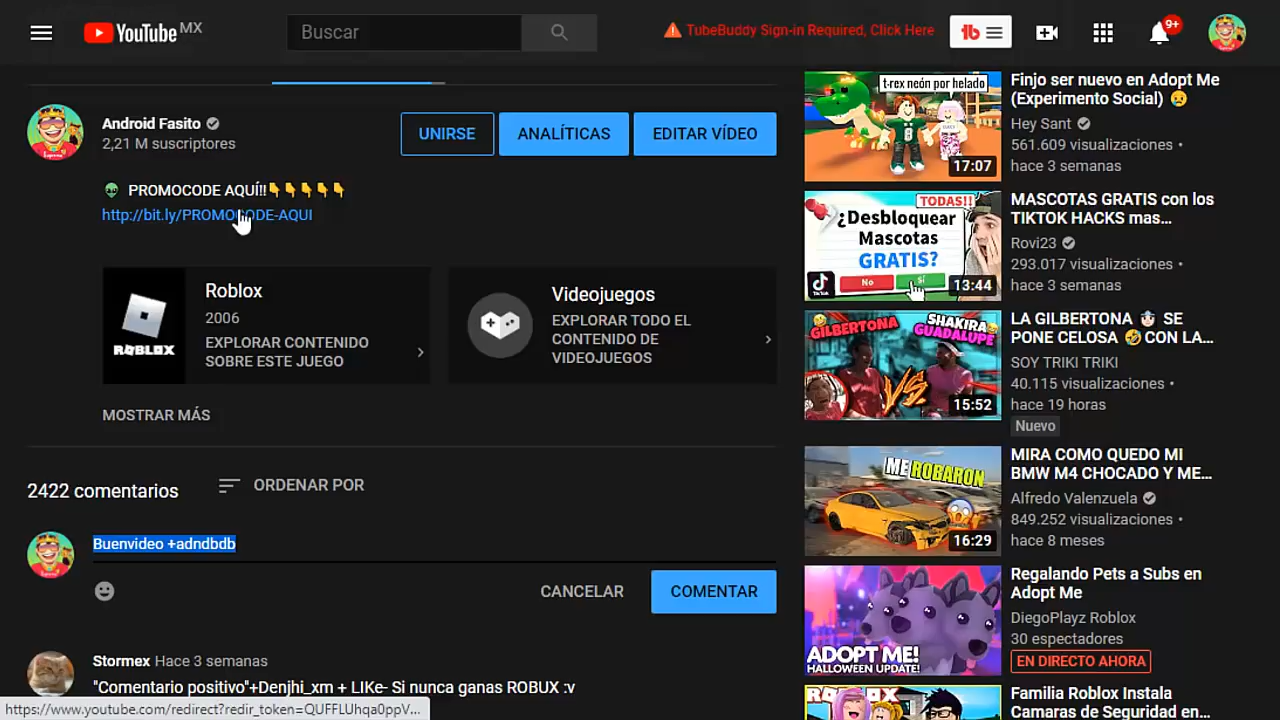 YouTube MX
Buscar
TubeBuddy Sign-in Required, Click Here
tb
9+
Android Fasito
2,21 M suscriptores
UNIRSE
ANALÍTICAS
EDITAR VÍDEO
👽 PROMOCODE AQUÍ!!👇👇👇👇👇
http://bit.ly/PROMOCODE-AQUI
ROBLOX
Roblox
2006
EXPLORAR CONTENIDO
SOBRE ESTE JUEGO
Videojuegos
EXPLORAR TODO EL
CONTENIDO DE
VIDEOJUEGOS
MOSTRAR MÁS
2422 comentarios
ORDENAR POR
Buenvideo +adndbdb
CANCELAR
COMENTAR
Stormex Hace 3 semanas
"Comentario positivo"+Denjhi_xm + LIKe- Si nunca ganas ROBUX :v
t-rex neón por helado
17:07
Finjo ser nuevo en Adopt Me
(Experimento Social) 😢
Hey Sant
561.609 visualizaciones •
hace 3 semanas
TODAS!!
¿Desbloquear
Mascotas
GRATIS?
No
Sí
TikTok
13:44
MASCOTAS GRATIS con los
TIKTOK HACKS mas...
Rovi23
293.017 visualizaciones •
hace 3 semanas
GILBERTONA
SHAKIRA
GUADALUPE
VS
15:52
LA GILBERTONA 👩🏻‍🍳 SE
PONE CELOSA 🤣CON LA...
SOY TRIKI TRIKI
40.115 visualizaciones •
hace 19 horas
Nuevo
ME ROBARON
16:29
MIRA COMO QUEDO MI
BMW M4 CHOCADO Y ME...
Alfredo Valenzuela
849.252 visualizaciones •
hace 8 meses
ADOPT ME!
HALLOWEEN UPDATE!
Regalando Pets a Subs en
Adopt Me
DiegoPlayz Roblox
30 espectadores
EN DIRECTO AHORA
Familia Roblox Instala
Camaras de Seguridad en...